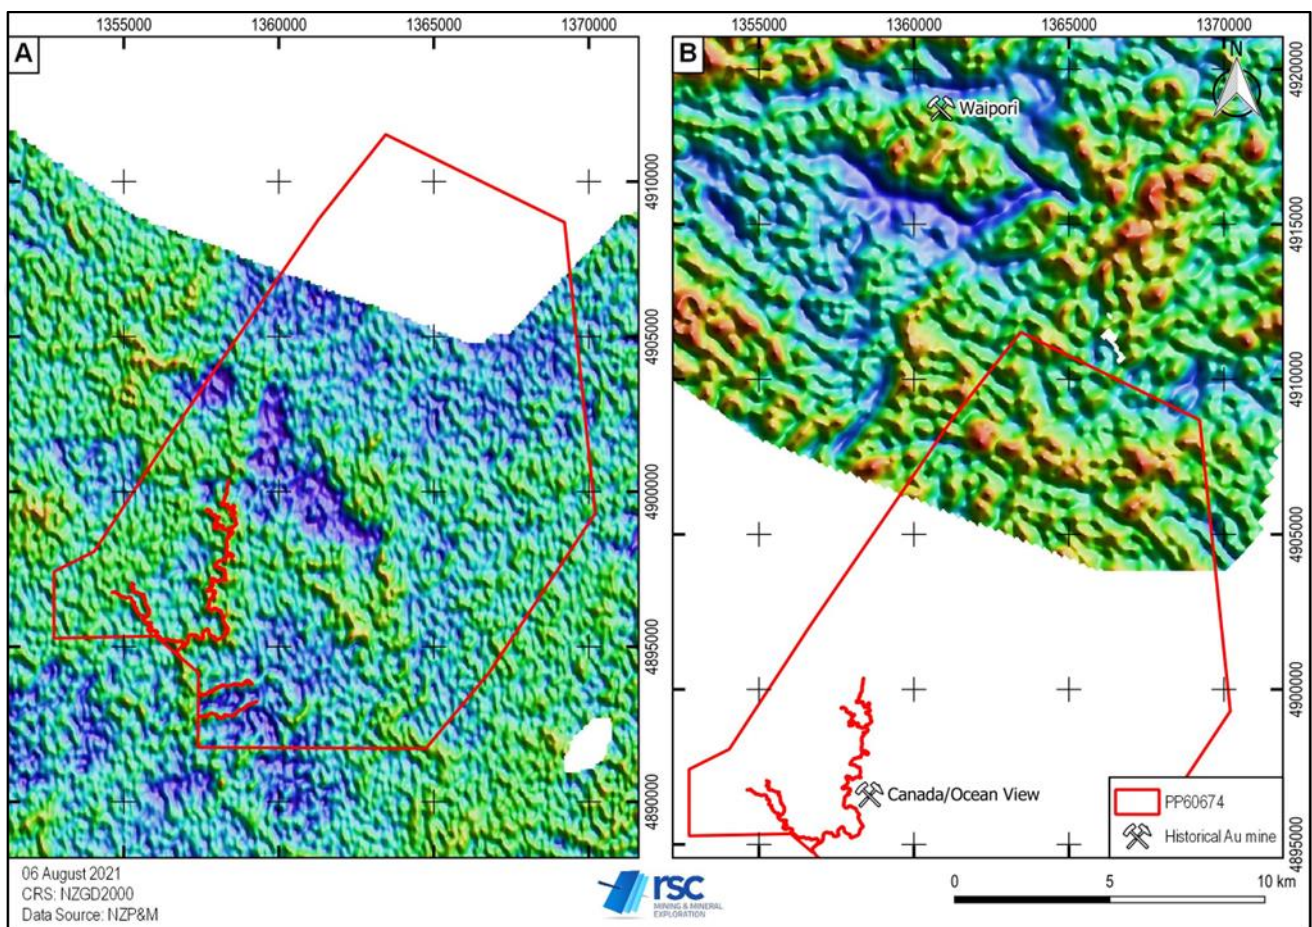 1355000 1360000 1365000 1370000
1355000 1360000 1365000 1370000
A
B
N
4910000
4905000
4900000
4895000
4890000
4920000
4915000
4910000
4905000
4900000
4895000
Waipori
Canada/Ocean View
PP60674
Historical Au mine
06 August 2021
CRS: NZGD2000
Data Source: NZP&M
rsc
MINING & MINERAL
EXPLORATION
0 5 10 km